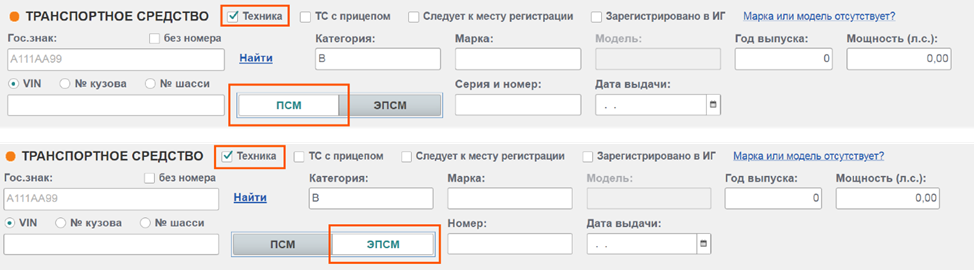 ТРАНСПОРТНОЕ СРЕДСТВО Техника ТС с прицепом Следует к месту регистрации Зарегистрировано в ИГ Марка или модель отсутствует?
Гос.знак: без номера Категория: Марка: Модель: Год выпуска: Мощность (л.с.):
А111АА99 Найти В 0 0,00
VIN № кузова № шасси Серия и номер: Дата выдачи:
ПСМ ЭПСМ . .
ТРАНСПОРТНОЕ СРЕДСТВО Техника ТС с прицепом Следует к месту регистрации Зарегистрировано в ИГ Марка или модель отсутствует?
Гос.знак: без номера Категория: Марка: Модель: Год выпуска: Мощность (л.с.):
А111АА99 Найти В 0 0,00
VIN № кузова № шасси Номер: Дата выдачи:
ПСМ ЭПСМ . .